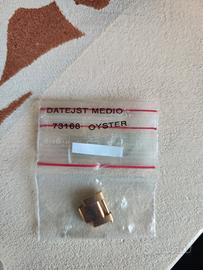 DATEJST MEDIO
73168 OYSTER